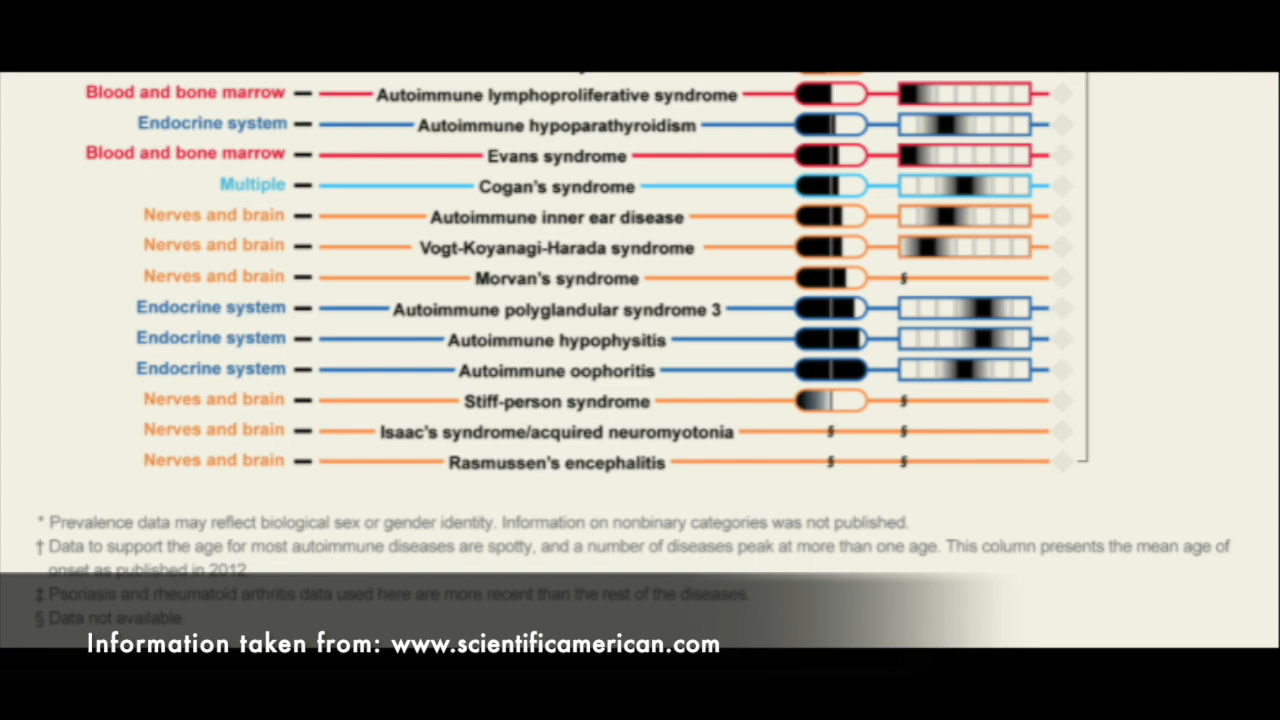 Blood and bone marrow Autoimmune lymphoproliferative syndrome
Endocrine system Autoimmune hypoparathyroidism
Blood and bone marrow Evans syndrome
Multiple Cogan's syndrome
Nerves and brain Autoimmune inner ear disease
Nerves and brain Vogt-Koyanagi-Harada syndrome
Nerves and brain Morvan's syndrome §
Endocrine system Autoimmune polyglandular syndrome 3
Endocrine system Autoimmune hypophysitis
Endocrine system Autoimmune oophoritis
Nerves and brain Stiff-person syndrome §
Nerves and brain Isaac's syndrome/acquired neuromyotonia § §
Nerves and brain Rasmussen's encephalitis § §
* Prevalence data may reflect biological sex or gender identity. Information on nonbinary categories was not published.
† Data to support the age for most autoimmune diseases are spotty, and a number of diseases peak at more than one age. This column presents the mean age of
onset as published in 2012.
‡ Psoriasis and rheumatoid arthritis data used here are more recent than the rest of the diseases.
§ Data not available.
Information taken from: www.scientificamerican.com